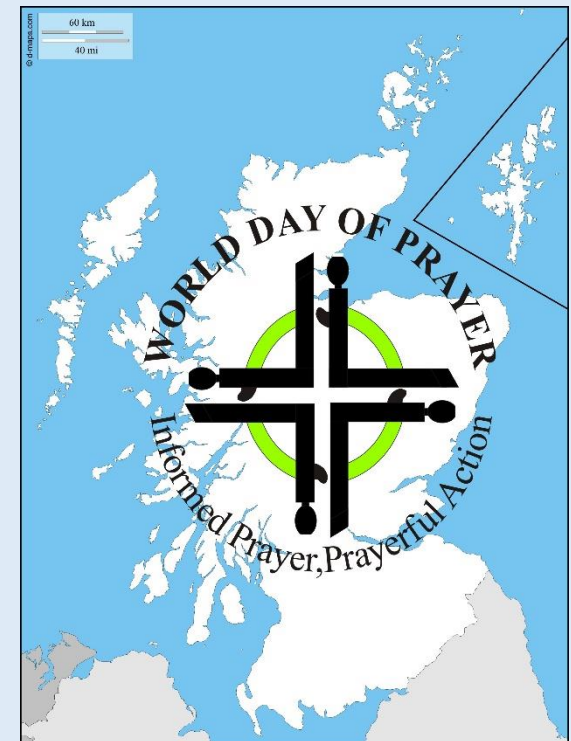 © d-maps.com
60 km
40 mi
WORLD DAY OF PRAYER
Informed Prayer,Prayerful Action